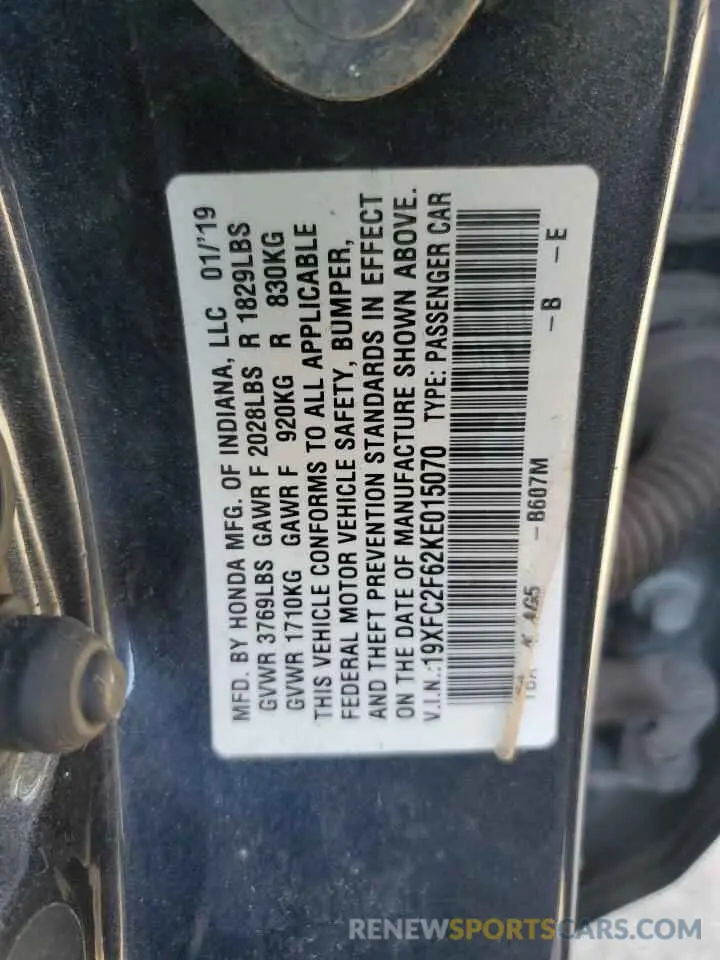 MFD. BY HONDA MFG. OF INDIANA, LLC 01/'19
GVWR 3769LBS GAWR F 2028LBS R 1829LBS
GVWR 1710KG GAWR F 920KG R 830KG
THIS VEHICLE CONFORMS TO ALL APPLICABLE
FEDERAL MOTOR VEHICLE SAFETY, BUMPER,
AND THEFT PREVENTION STANDARDS IN EFFECT
ON THE DATE OF MANUFACTURE SHOWN ABOVE.
V.I.N.:19XFC2F62KE015070 TYPE: PASSENGER CAR
TBA AG5 -B607M -B -E
RENEWSPORTSCARS.COM